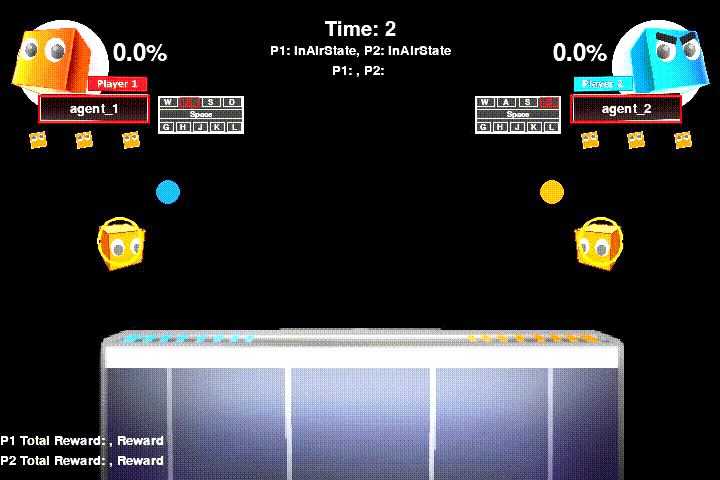 Time: 2
0.0%
0.0%
P1: InAirState, P2: InAirState
P1: , P2:
Player 1
Player 2
agent_1
agent_2
W A S D
Space
G H J K L
W A S D
Space
G H J K L
P1 Total Reward: , Reward
P2 Total Reward: , Reward